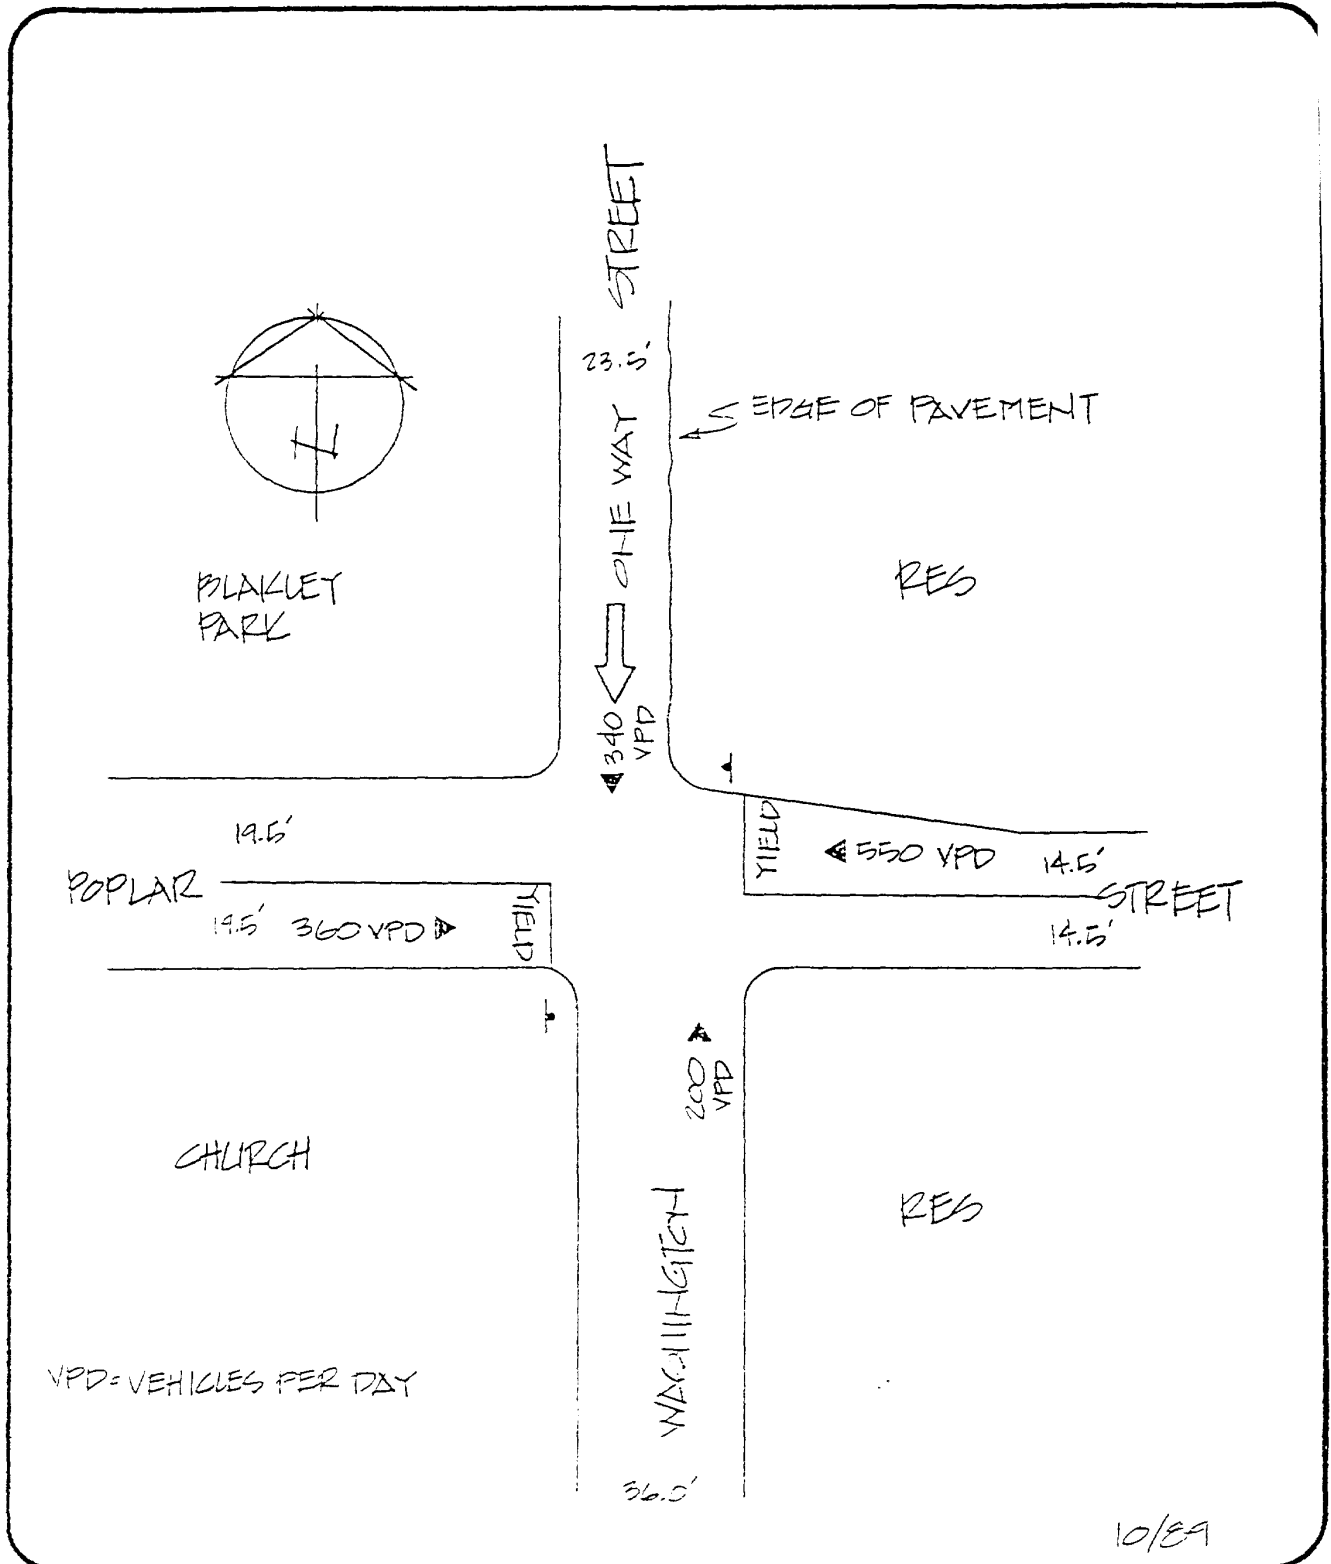 STREET
23.5'
EDGE OF PAVEMENT
ONE WAY
N
BLAKLEY
PARK
RES
340
VPD
19.5'
YIELD
550 VPD
14.5'
POPLAR
STREET
19.5'
360 VPD
YIELD
14.5'
200
VPD
CHURCH
RES
WASHINGTON
VPD = VEHICLES PER DAY
36.0'
10/89